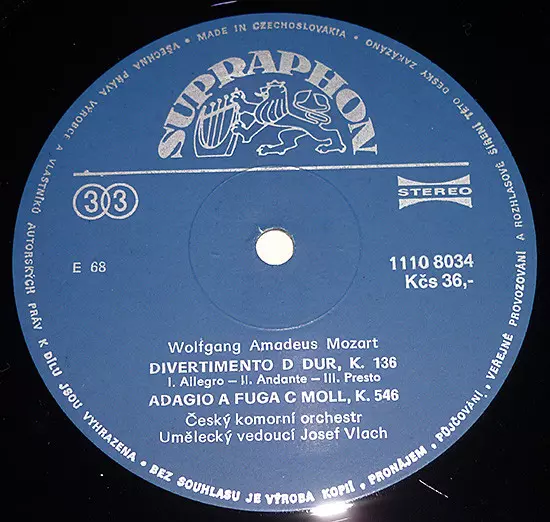 SUPRAPHON
33
STEREO
E 68
1110 8034
Kčs 36,-
Wolfgang Amadeus Mozart
DIVERTIMENTO D DUR, K. 136
I. Allegro – II. Andante – III. Presto
ADAGIO A FUGA C MOLL, K. 546
Český komorní orchestr
Umělecký vedoucí Josef Vlach
• MADE IN CZECHOSLOVAKIA • VŠECHNA PRÁVA VÝROBCE A VLASTNÍKŮ AUTORSKÝCH PRÁV K DÍLU JSOU VYHRAZENA • BEZ SOUHLASU JE VÝROBA KOPIÍ, PRONÁJEM, PŮJČOVÁNÍ, VEŘEJNÉ PROVOZOVÁNÍ A ROZHLASOVÉ ŠÍŘENÍ TÉTO DESKY ZAKÁZÁNO